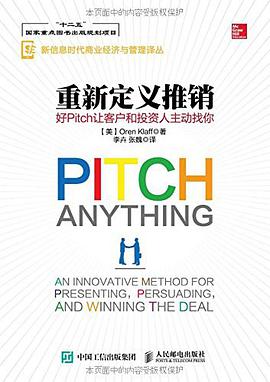 本页面中的内容受版权保护
"十二五"
国家重点图书出版规划项目
新信息时代商业经济与管理译丛
Mc
Graw
Hill
Education
重新定义推销
好Pitch让客户和投资人主动找你
【美】Oren Klaff◎著
李卉 张魏◎译
PITCH
ANYTHING
AN INNOVATIVE METHOD FOR
PRESENTING, PERSUADING,
AND WINNING THE DEAL
中国工信出版集团
人民邮电出版社
本页面中的内容受版权保护